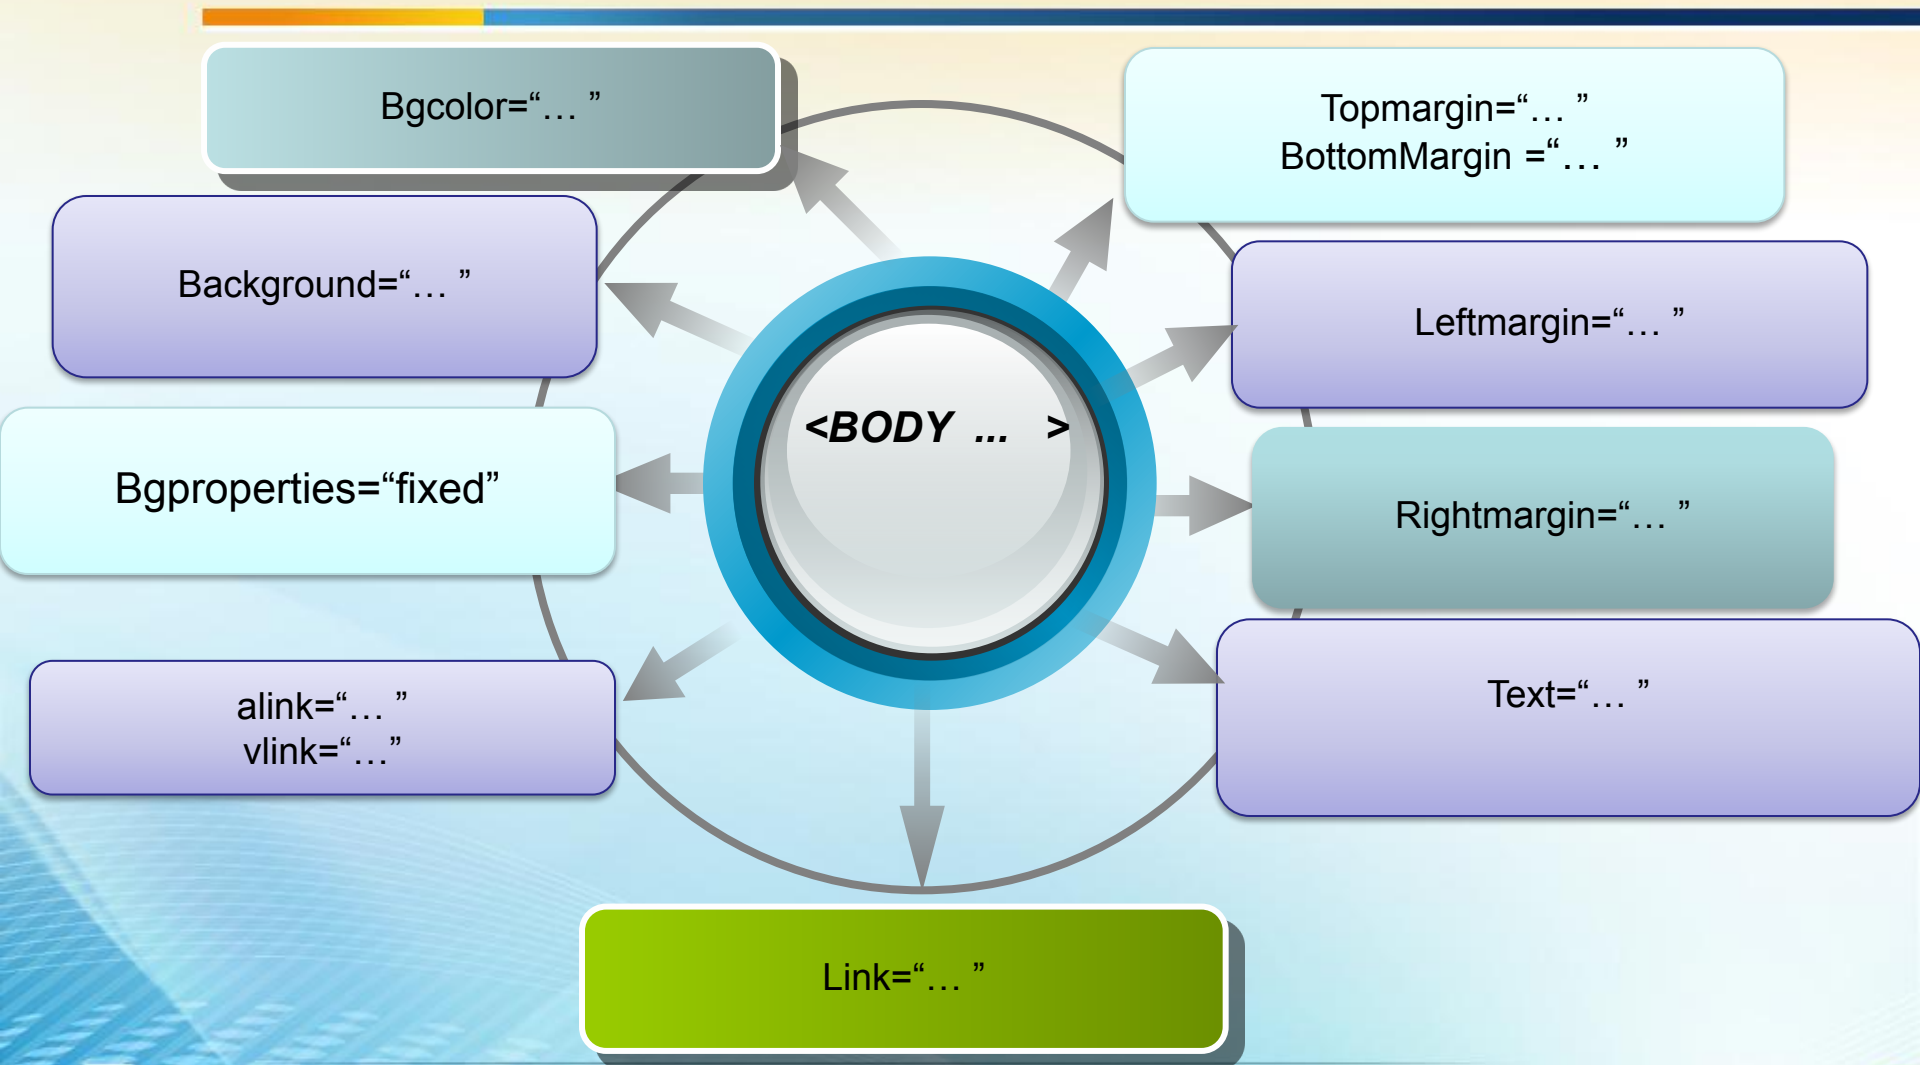 Bgcolor=“… ”
Topmargin=“… ”
BottomMargin =“… ”
Background=“… ”
Leftmargin=“… ”
<BODY ... >
Bgproperties=“fixed”
Rightmargin=“… ”
alink=“… ”
vlink=“…”
Text=“… ”
Link=“… ”